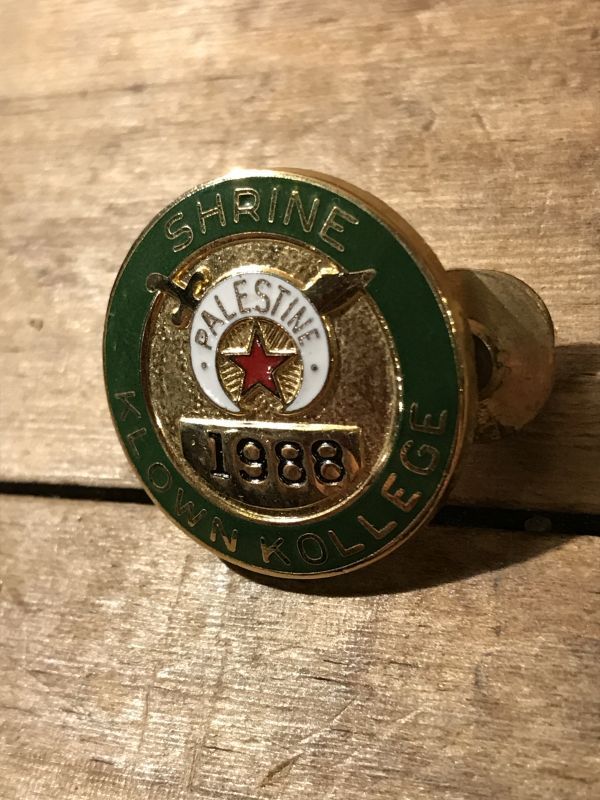 SHRINE
PALESTINE
1988
KLOWN KOLLEGE